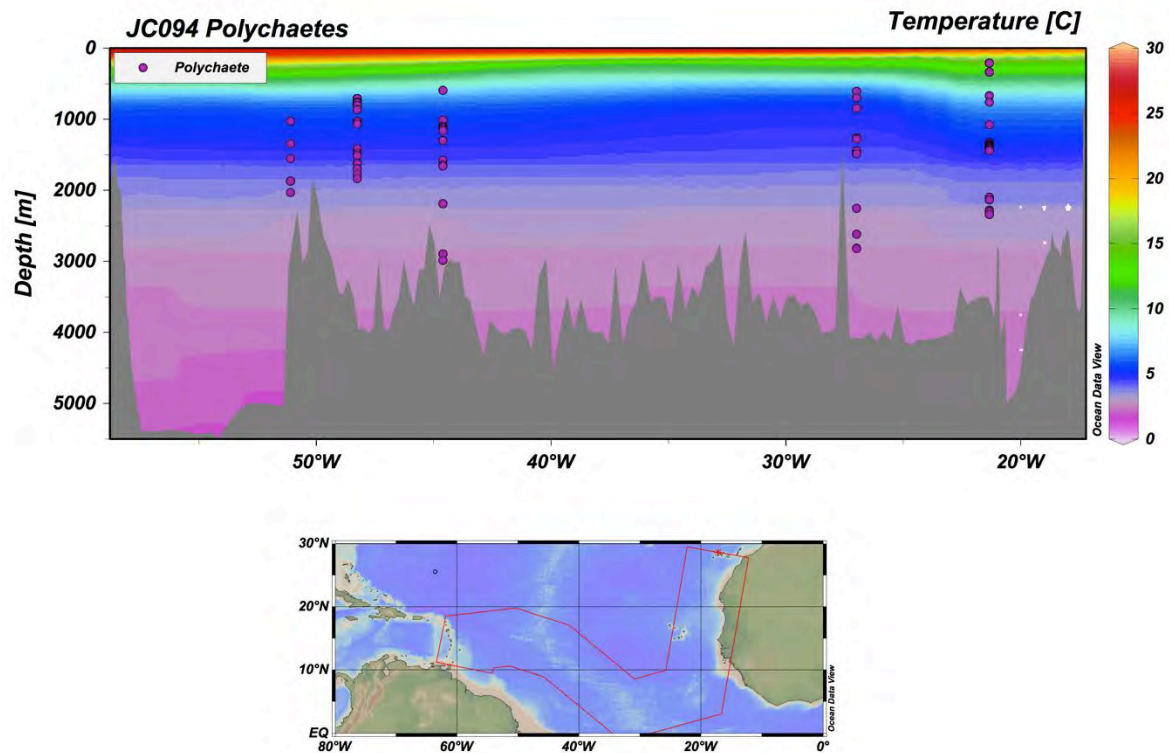 JC094 Polychaetes
Temperature [C]
Polychaete
Depth [m]
0
1000
2000
3000
4000
5000
50°W
40°W
30°W
20°W
30
25
20
15
10
5
0
Ocean Data View
30°N
20°N
10°N
EQ
80°W
60°W
40°W
20°W
0°
Ocean Data View